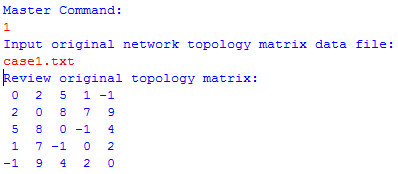 Master Command:
1
Input original network topology matrix data file:
case1.txt
Review original topology matrix:
0 2 5 1 -1
2 0 8 7 9
5 8 0 -1 4
1 7 -1 0 2
-1 9 4 2 0